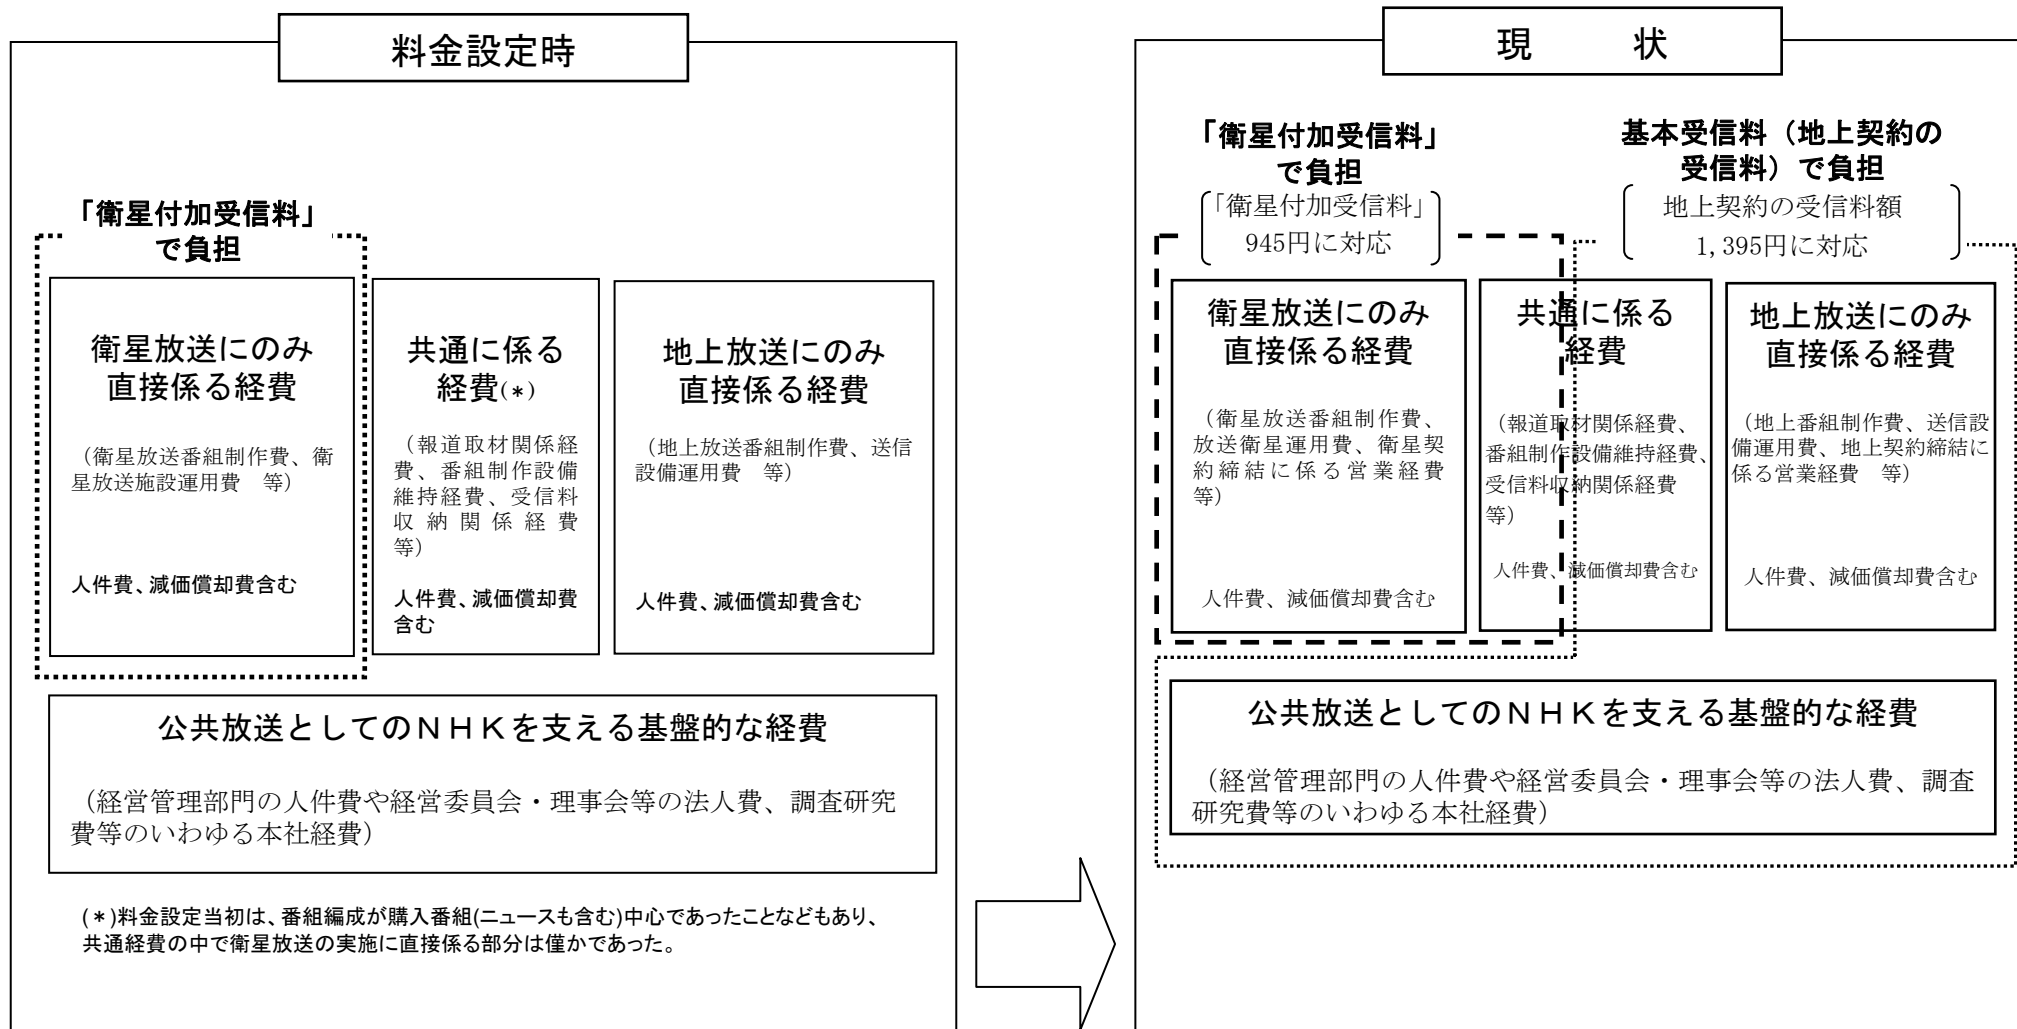 料金設定時
「衛星付加受信料」
で負担
衛星放送にのみ
直接係る経費
（衛星放送番組制作費、衛
星放送施設運用費　等）
人件費、減価償却費含む
共通に係る
経費(＊)
（報道取材関係経
費、番組制作設備
維持経費、受信料
収納関係経費
等）
人件費、減価償却費
含む
地上放送にのみ
直接係る経費
（地上放送番組制作費、送信
設備運用費　等）
人件費、減価償却費含む
公共放送としてのＮＨＫを支える基盤的な経費
（経営管理部門の人件費や経営委員会・理事会等の法人費、調査研究
費等のいわゆる本社経費）
(＊)料金設定当初は、番組編成が購入番組(ニュースも含む)中心であったことなどもあり、
共通経費の中で衛星放送の実施に直接係る部分は僅かであった。
現　状
「衛星付加受信料」
で負担
「衛星付加受信料」
945円に対応
基本受信料（地上契約の
受信料）で負担
地上契約の受信料額
1,395円に対応
衛星放送にのみ
直接係る経費
（衛星放送番組制作費、
放送衛星運用費、衛星契
約締結に係る営業経費
等）
人件費、減価償却費含む
共通に係る
経費
（報道取材関係経費、
番組制作設備維持経費、
受信料収納関係経費
等）
人件費、減価償却費含む
地上放送にのみ
直接係る経費
（地上番組制作費、送信設
備運用費、地上契約締結に
係る営業経費　等）
人件費、減価償却費含む
公共放送としてのＮＨＫを支える基盤的な経費
（経営管理部門の人件費や経営委員会・理事会等の法人費、調査
研究費等のいわゆる本社経費）